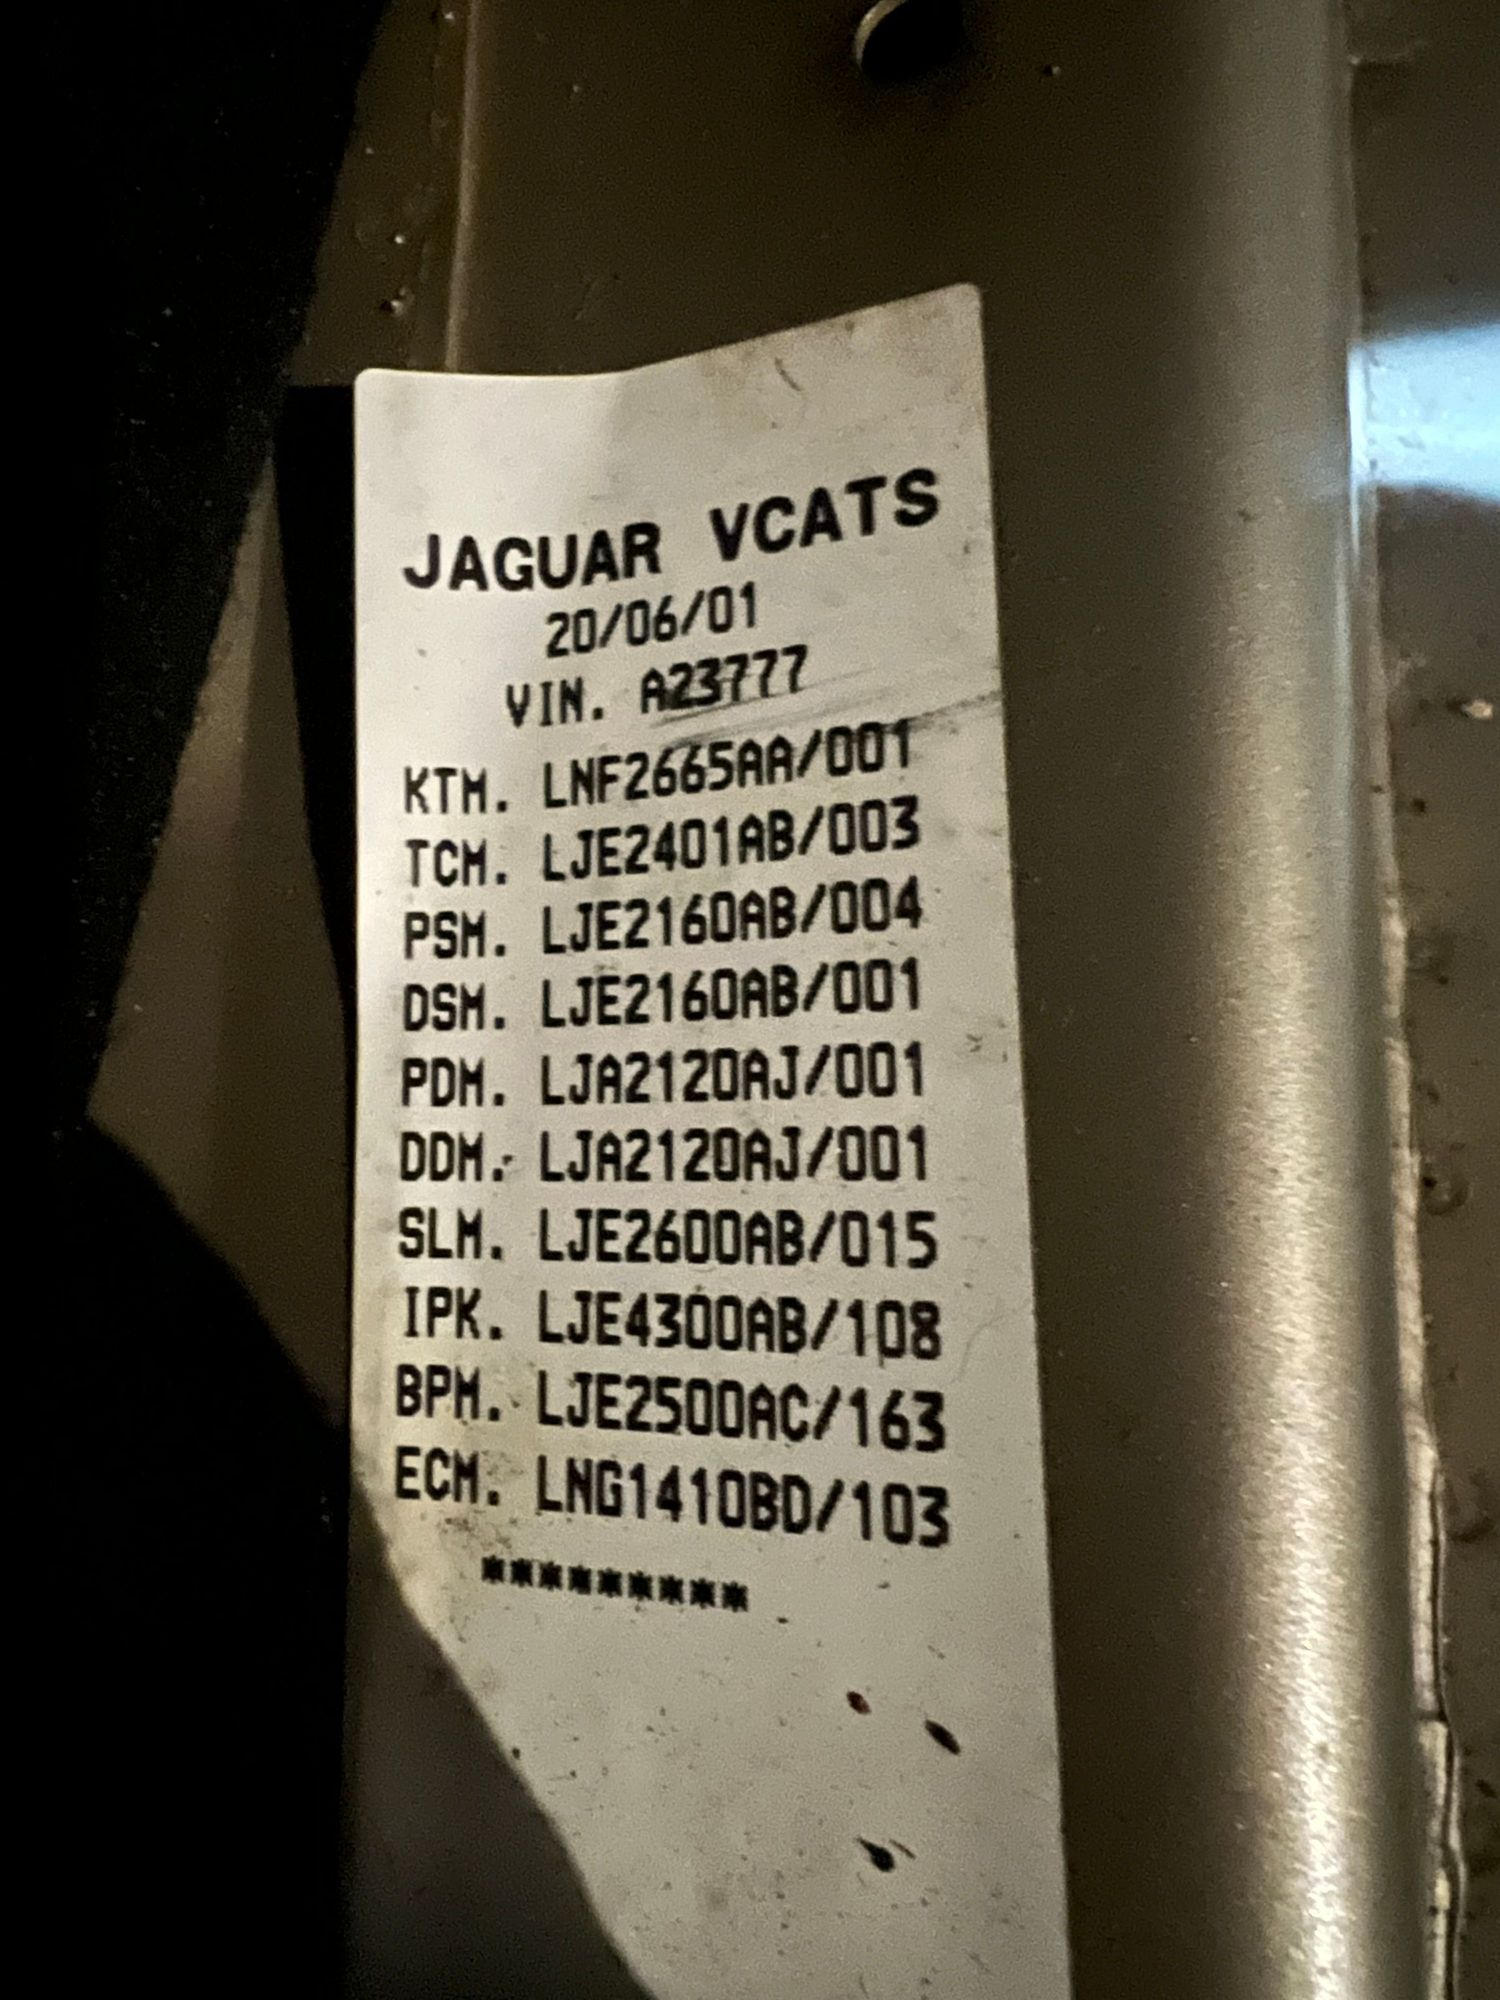 JAGUAR VCATS
20/06/01
VIN. A23777
KTM. LNF2665AA/001
TCM. LJE2401AB/003
PSM. LJE2160AB/004
DSM. LJE2160AB/001
PDM. LJA2120AJ/001
DDM. LJA2120AJ/001
SLM. LJE2600AB/015
IPK. LJE4300AB/108
BPM. LJE2500AC/163
ECM. LNG1410BD/103
*********